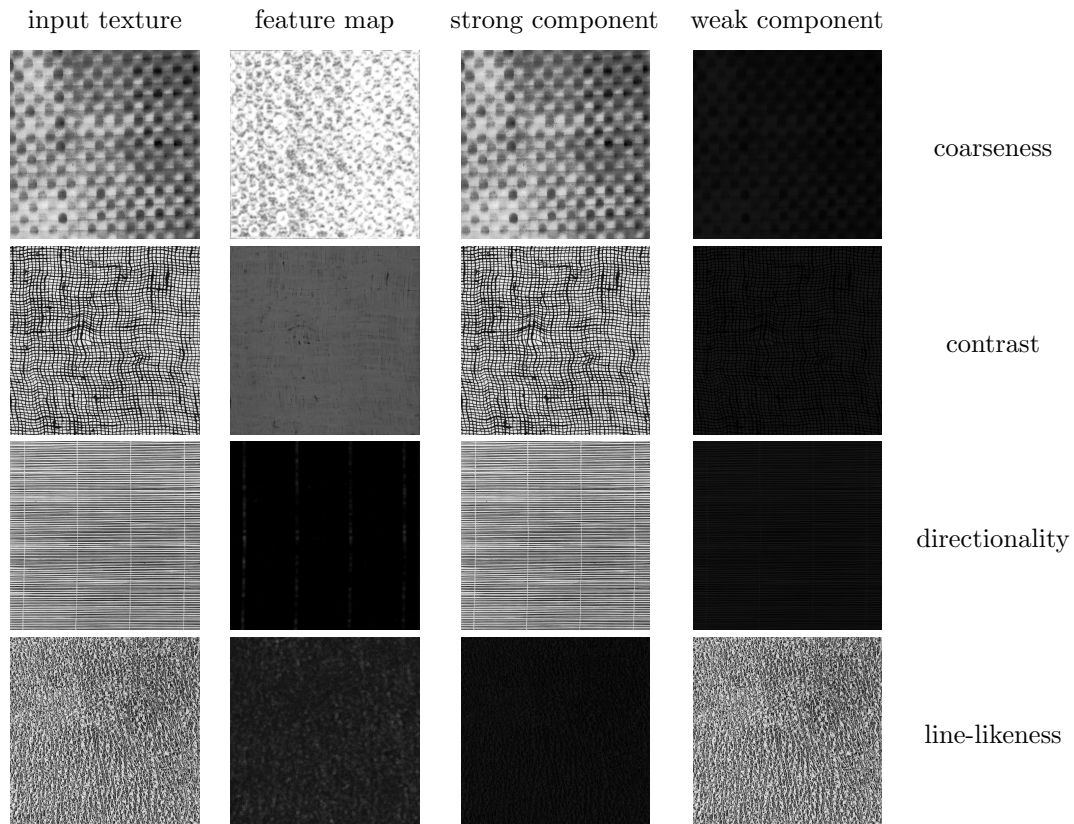 input texture feature map strong component weak component
coarseness
contrast
directionality
line-likeness